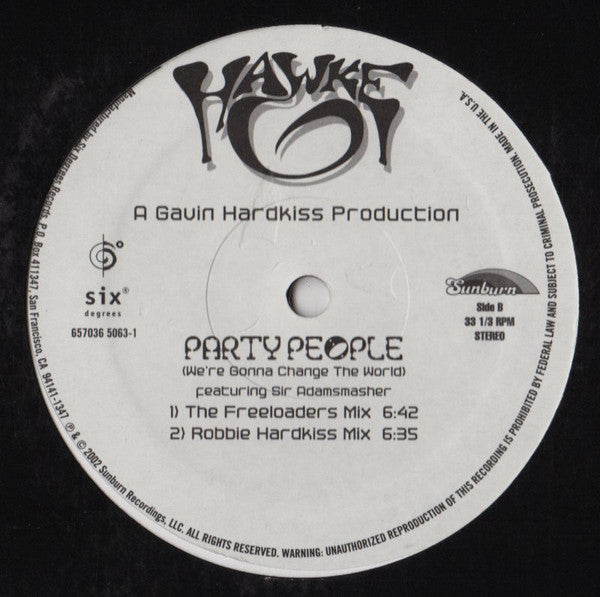 HAWKE
A Gavin Hardkiss Production
six®
degrees
657036 5063-1
Sunburn
Side B
33 1/3 RPM
STEREO
PARTY PEOPLE
(We're Gonna Change The World)
featuring Sir Adamsmasher
1) The Freeloaders Mix 6:42
2) Robbie Hardkiss Mix 6:35
Manufactured by Six Degrees Records, P.O. Box 411347, San Francisco, CA 94141-1347 ℗ & © 2002 Sunburn Recordings, LLC. ALL RIGHTS RESERVED. WARNING: UNAUTHORIZED REPRODUCTION OF THIS RECORDING IS PROHIBITED BY FEDERAL LAW AND SUBJECT TO CRIMINAL PROSECUTION. MADE IN THE U.S.A.